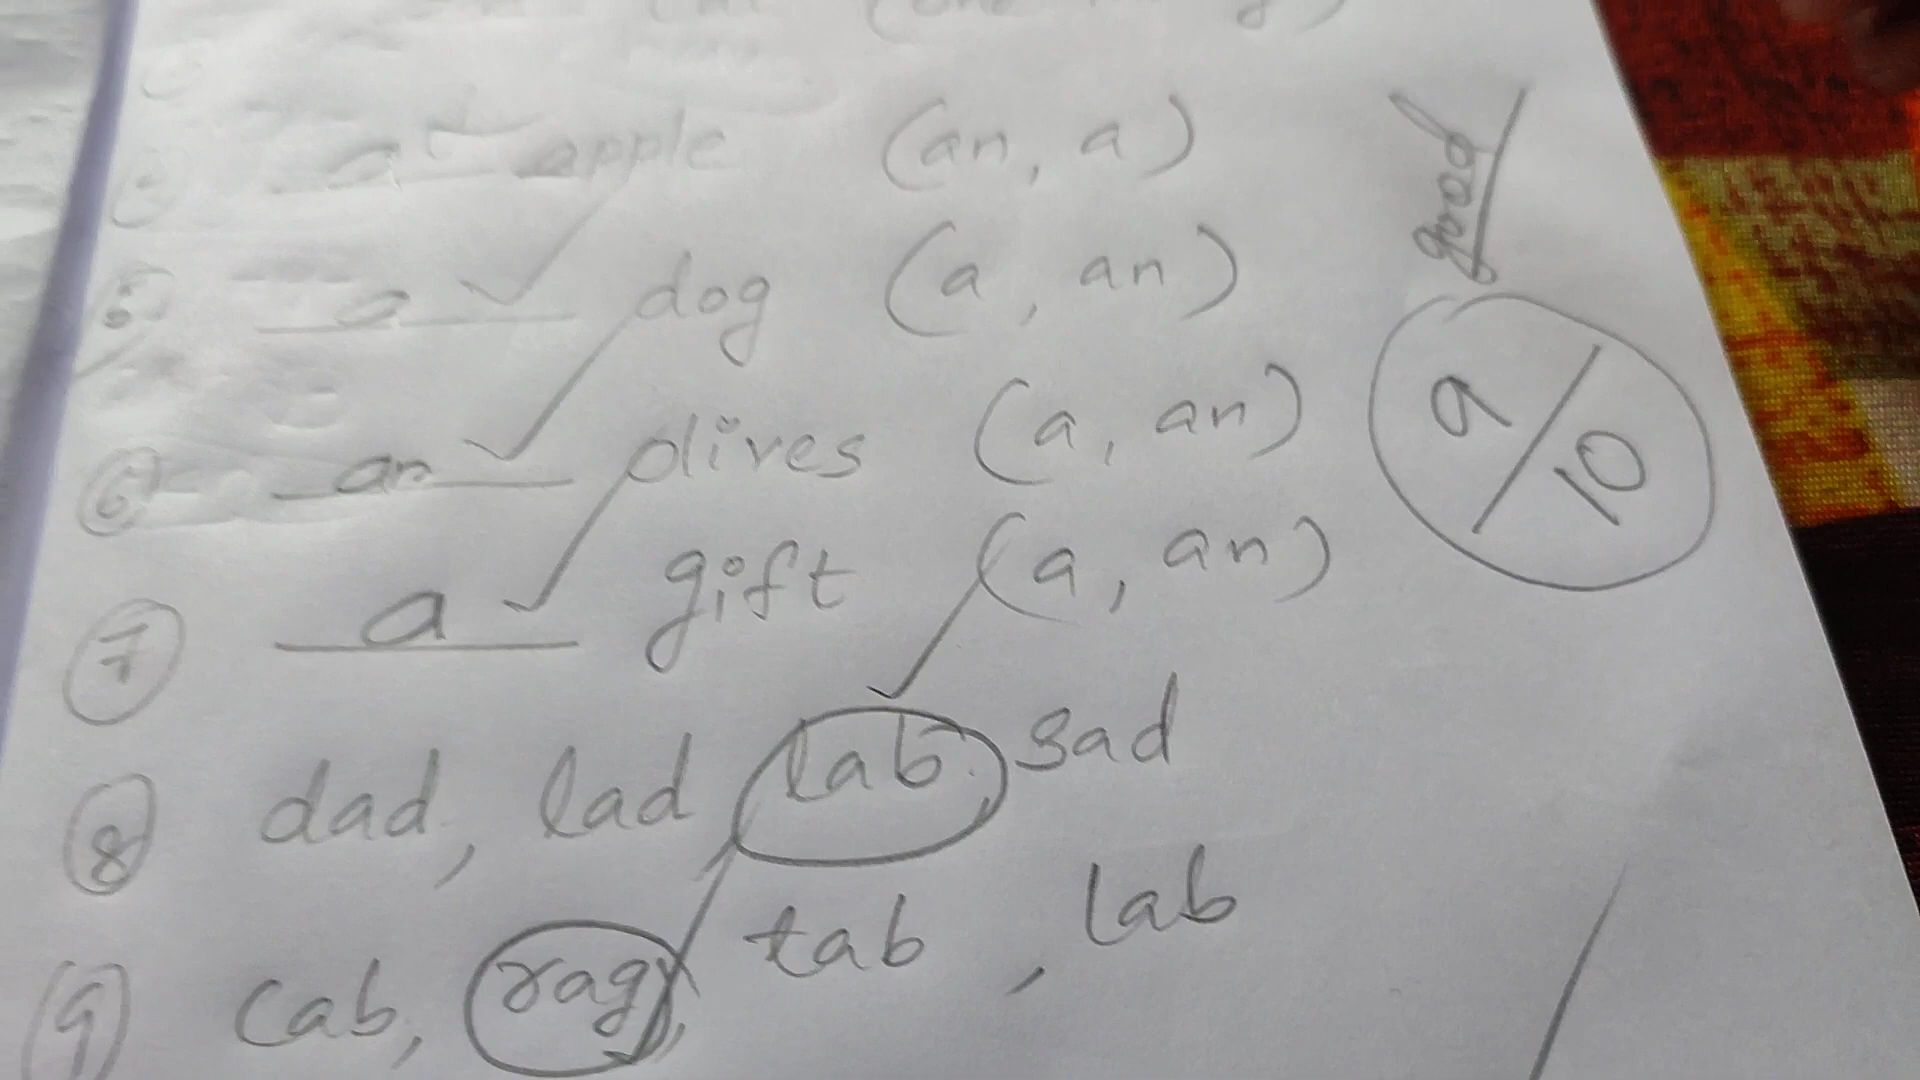 a apple (an, a)
good
5 a dog (a, an)
6 an olives (a, an)
9/10
7 a gift (a, an)
8 dad, lad lab, sad
9 cab, rag, tab, lab